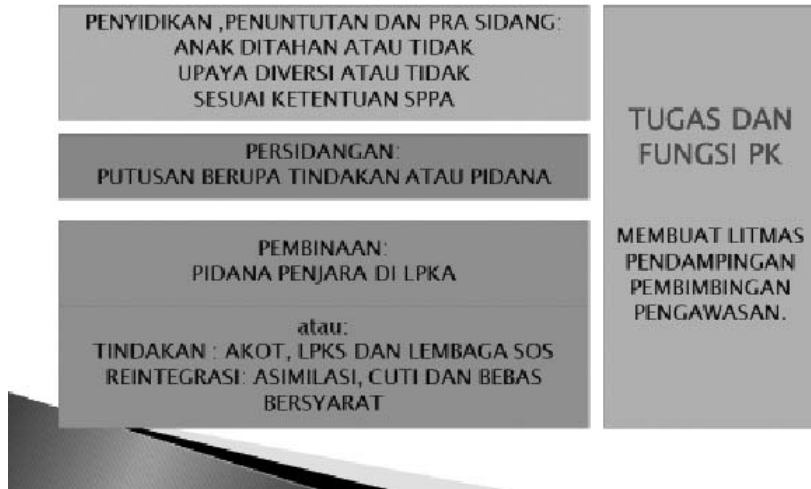 PENYIDIKAN ,PENUNTUTAN DAN PRA SIDANG:
ANAK DITAHAN ATAU TIDAK
UPAYA DIVERSI ATAU TIDAK
SESUAI KETENTUAN SPPA
PERSIDANGAN:
PUTUSAN BERUPA TINDAKAN ATAU PIDANA
PEMBINAAN:
PIDANA PENJARA DI LPKA
atau:
TINDAKAN : AKOT, LPKS DAN LEMBAGA SOS
REINTEGRASI: ASIMILASI, CUTI DAN BEBAS
BERSYARAT
TUGAS DAN
FUNGSI PK
MEMBUAT LITMAS
PENDAMPINGAN
PEMBIMBINGAN
PENGAWASAN.